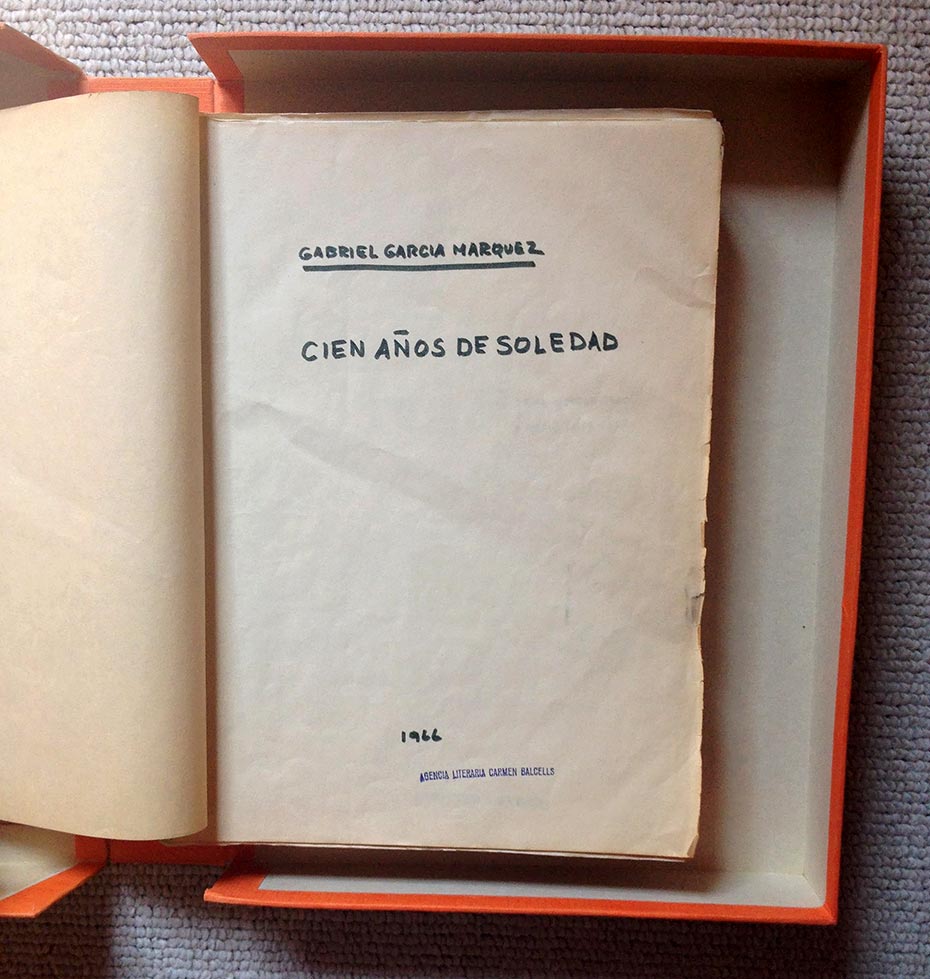 GABRIEL GARCIA MARQUEZ
CIEN AÑOS DE SOLEDAD
1966
AGENCIA LITERARIA CARMEN BALCELLS